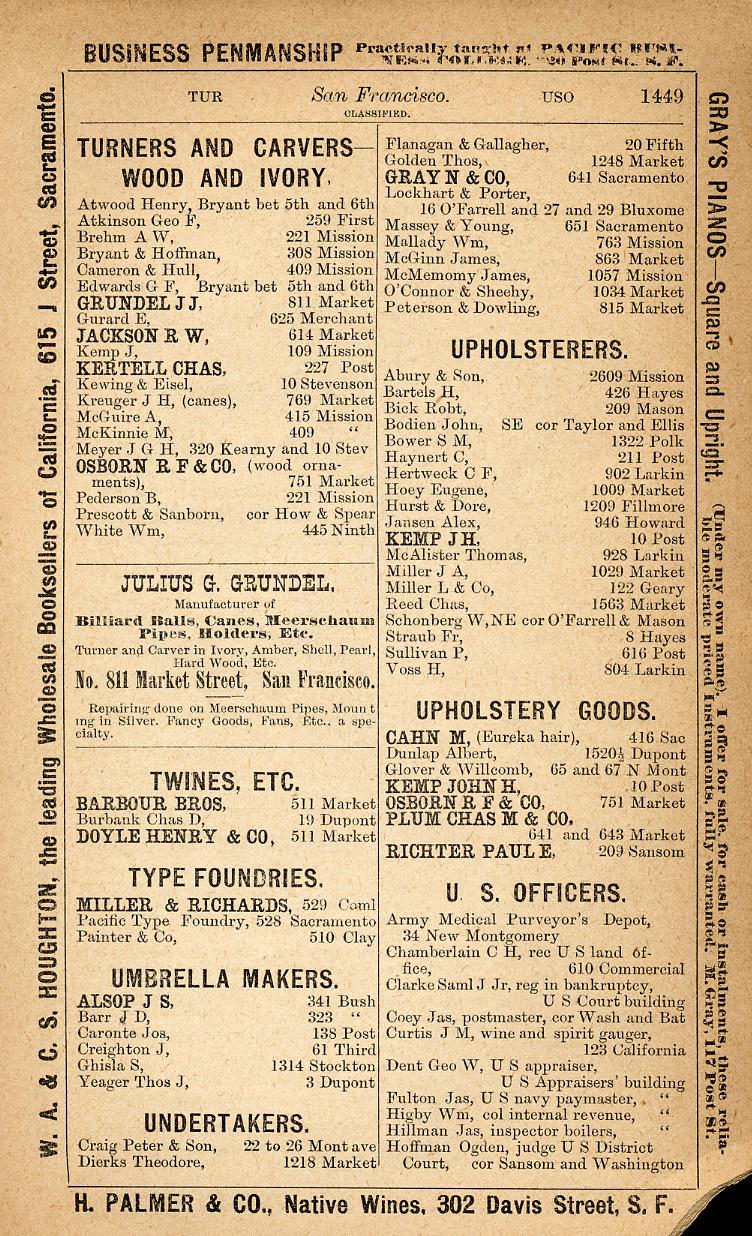 BUSINESS PENMANSHIP Practically taught at PACIFIC BUSI-
NESS COLLEGE, 320 Post St., S. F.
TUR San Francisco. USO 1449
CLASSIFIED.
TURNERS AND CARVERS—
WOOD AND IVORY.
Atwood Henry, Bryant bet 5th and 6th
Atkinson Geo F, 259 First
Brehm A W, 221 Mission
Bryant & Hoffman, 308 Mission
Cameron & Hull, 409 Mission
Edwards G F, Bryant bet 5th and 6th
GRUNDEL J J, 811 Market
Gurard E, 625 Merchant
JACKSON R W, 614 Market
Kemp J, 109 Mission
KERTELL CHAS, 227 Post
Kewing & Eisel, 10 Stevenson
Kreuger J H, (canes), 769 Market
McGuire A, 415 Mission
McKinnie M, 409 “
Meyer J G H, 320 Kearny and 10 Stev
OSBORN R F & CO, (wood orna-
ments), 751 Market
Pederson B, 221 Mission
Prescott & Sanborn, cor How & Spear
White Wm, 445 Ninth
JULIUS G. GRUNDEL,
Manufacturer of
Billiard Balls, Canes, Meerschaum
Pipes, Holders, Etc.
Turner and Carver in Ivory, Amber, Shell, Pearl,
Hard Wood, Etc.
No. 811 Market Street, San Francisco.
Repairing done on Meerschaum Pipes, Mount
ing in Silver. Fancy Goods, Fans, Etc., a spe-
cialty.
TWINES, ETC.
BARBOUR BROS, 511 Market
Burbank Chas D, 19 Dupont
DOYLE HENRY & CO, 511 Market
TYPE FOUNDRIES.
MILLER & RICHARDS, 529 Coml
Pacific Type Foundry, 528 Sacramento
Painter & Co, 510 Clay
UMBRELLA MAKERS.
ALSOP J S, 341 Bush
Barr J D, 323 “
Caronte Jos, 138 Post
Creighton J, 61 Third
Ghisla S, 1314 Stockton
Yeager Thos J, 3 Dupont
UNDERTAKERS.
Craig Peter & Son, 22 to 26 Mont ave
Dierks Theodore, 1218 Market
Flanagan & Gallagher, 20 Fifth
Golden Thos, 1248 Market
GRAY N & CO, 641 Sacramento
Lockhart & Porter,
16 O'Farrell and 27 and 29 Bluxome
Massey & Young, 651 Sacramento
Mallady Wm, 763 Mission
McGinn James, 863 Market
McMemomy James, 1057 Mission
O'Connor & Sheehy, 1034 Market
Peterson & Dowling, 815 Market
UPHOLSTERERS.
Abury & Son, 2609 Mission
Bartels H, 426 Hayes
Bick Robt, 209 Mason
Bodien John, SE cor Taylor and Ellis
Bower S M, 1322 Polk
Haynert C, 211 Post
Hertweck C F, 902 Larkin
Hoey Eugene, 1009 Market
Hurst & Dore, 1209 Fillmore
Jansen Alex, 946 Howard
KEMP J H, 10 Post
McAlister Thomas, 928 Larkin
Miller J A, 1029 Market
Miller L & Co, 122 Geary
Reed Chas, 1563 Market
Schonberg W, NE cor O'Farrell & Mason
Straub Fr, 8 Hayes
Sullivan P, 616 Post
Voss H, 804 Larkin
UPHOLSTERY GOODS.
CAHN M, (Eureka hair), 416 Sac
Dunlap Albert, 1520½ Dupont
Glover & Willcomb, 65 and 67 N Mont
KEMP JOHN H, 10 Post
OSBORN R F & CO, 751 Market
PLUM CHAS M & CO.
641 and 643 Market
RICHTER PAUL E, 209 Sansom
U S. OFFICERS.
Army Medical Purveyor's Depot,
34 New Montgomery
Chamberlain C H, rec U S land of-
fice, 610 Commercial
Clarke Saml J Jr, reg in bankruptcy,
U S Court building
Coey Jas, postmaster, cor Wash and Bat
Curtis J M, wine and spirit gauger,
123 California
Dent Geo W, U S appraiser,
U S Appraisers' building
Fulton Jas, U S navy paymaster, “
Higby Wm, col internal revenue, “
Hillman Jas, inspector boilers, “
Hoffman Ogden, judge U S District
Court, cor Sansom and Washington
W. A. & C. S. HOUGHTON, the leading Wholesale Booksellers of California, 615 J Street, Sacramento.
GRAY'S PIANOS—Square and Upright. (Under my own name). I offer for sale, for cash or instalments, these relia-
ble moderate priced Instruments, fully warranted. M. Gray, 117 Post St.
H. PALMER & CO., Native Wines, 302 Davis Street, S. F.